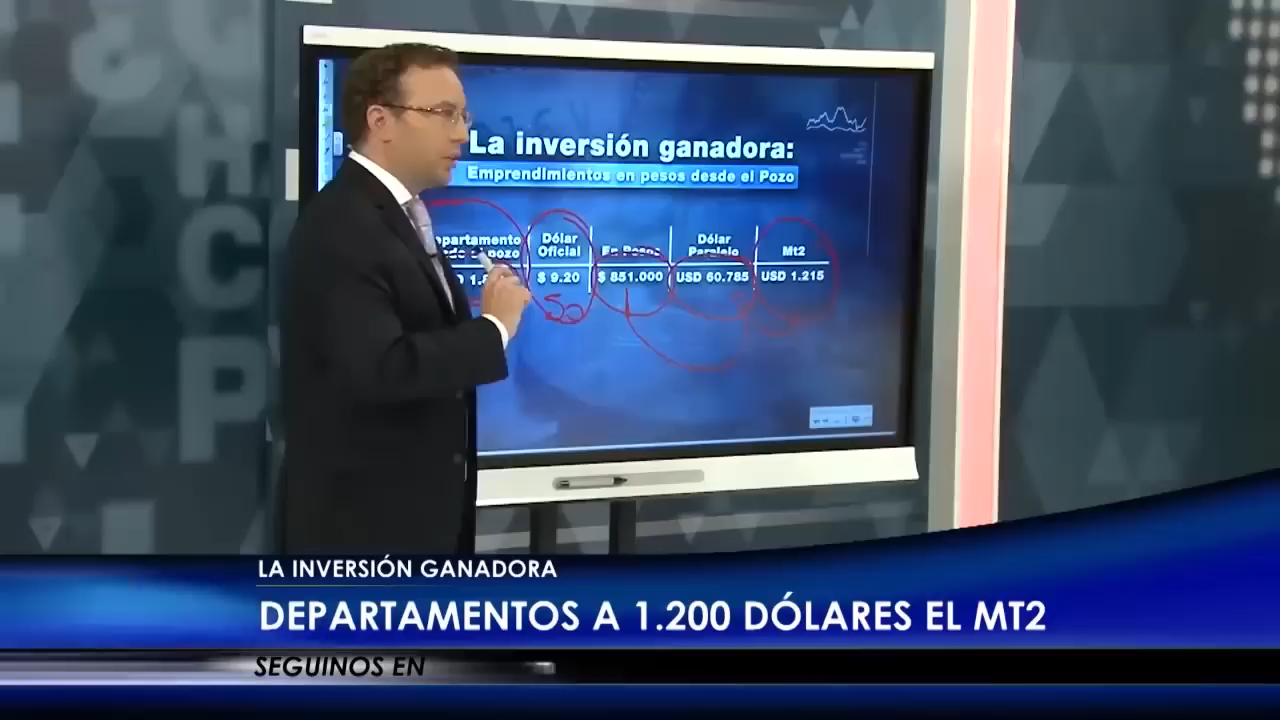 La inversión ganadora:
Emprendimientos en pesos desde el Pozo
Dólar Oficial
En Pesos
Dólar Paralelo
Mt2
$ 9.20
$ 851.000
USD 60.785
USD 1.215
50
LA INVERSIÓN GANADORA
DEPARTAMENTOS A 1.200 DÓLARES EL MT2
SEGUINOS EN